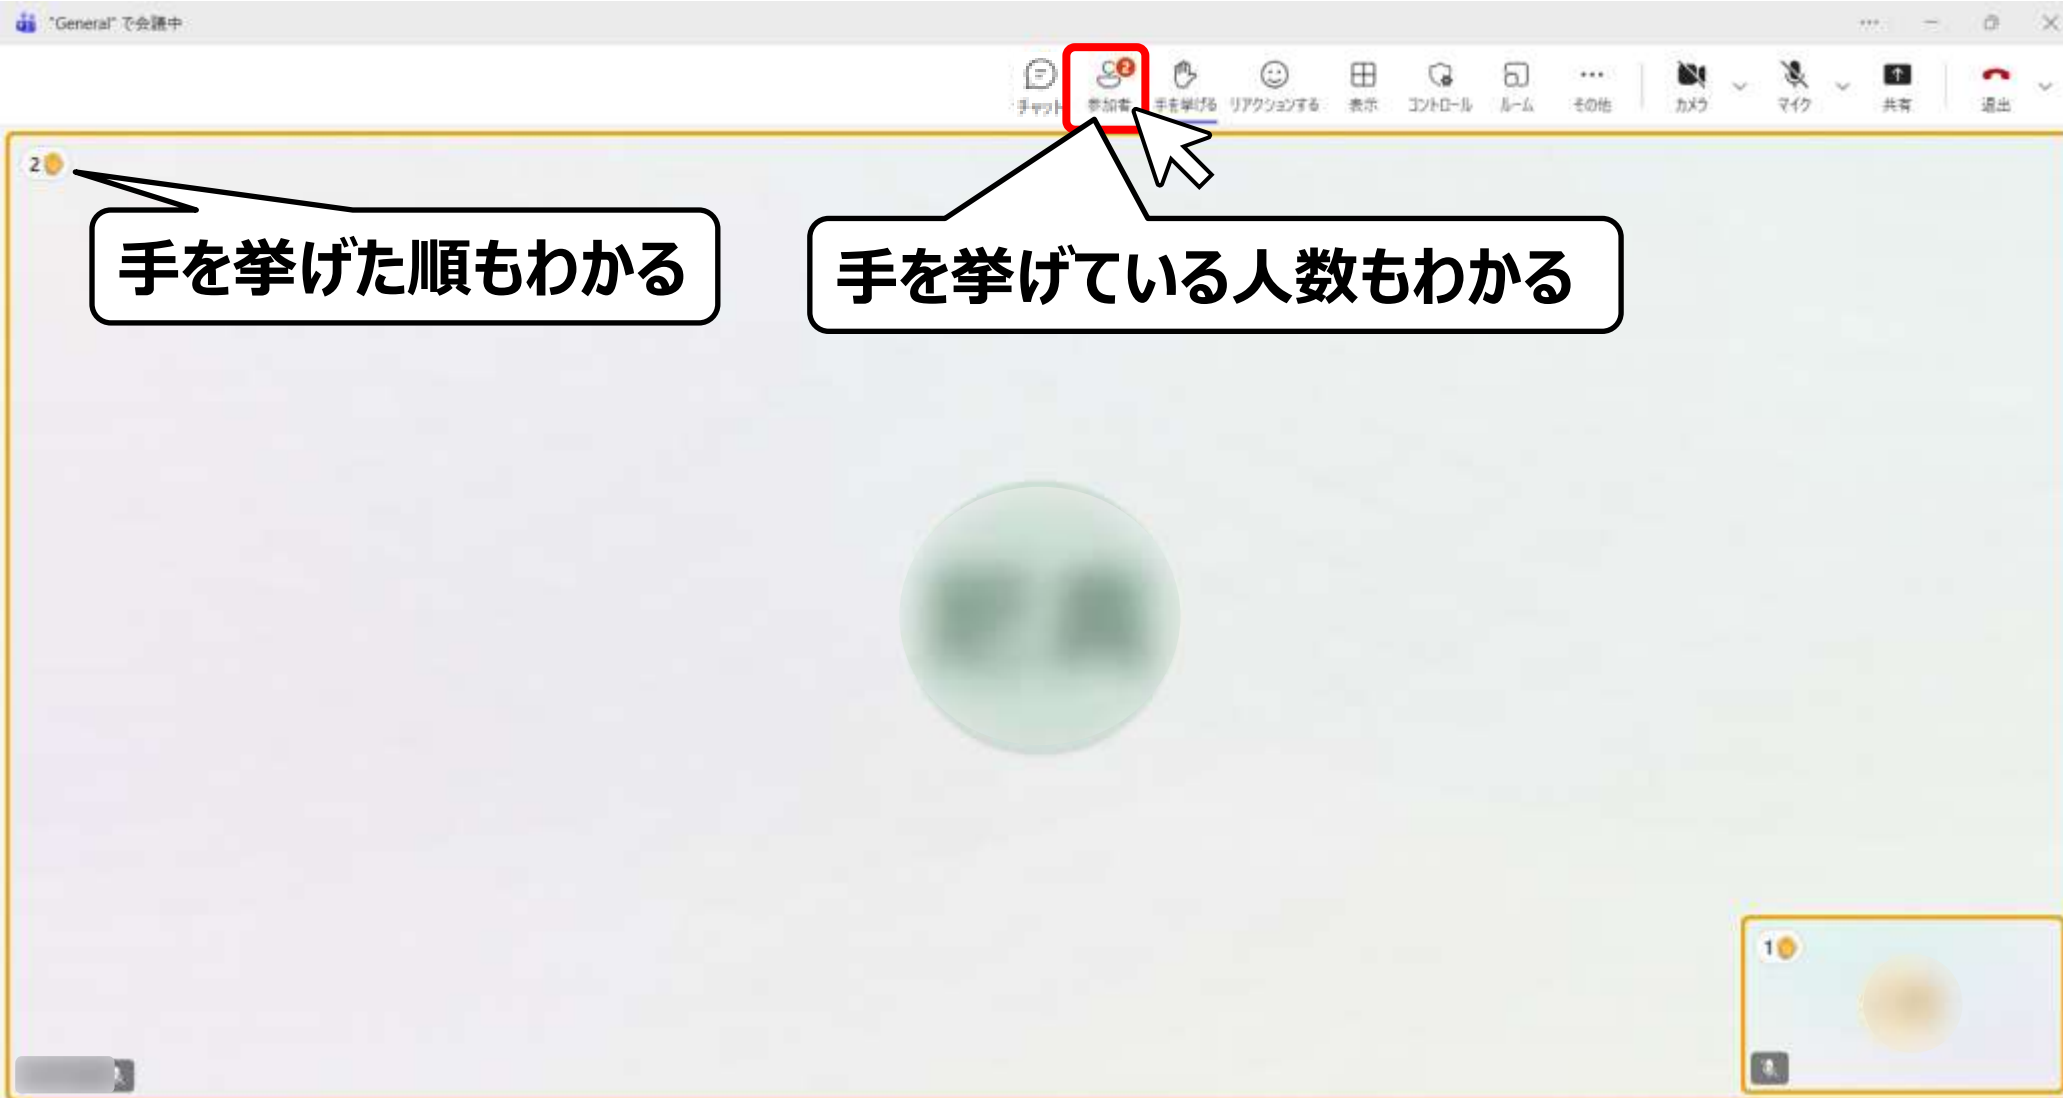 "General" で会議中
チャット
参加者
2
手を挙げる
リアクションする
表示
コントロール
ルーム
その他
カメラ
マイク
共有
退出
2
手を挙げた順もわかる
手を挙げている人数もわかる
1